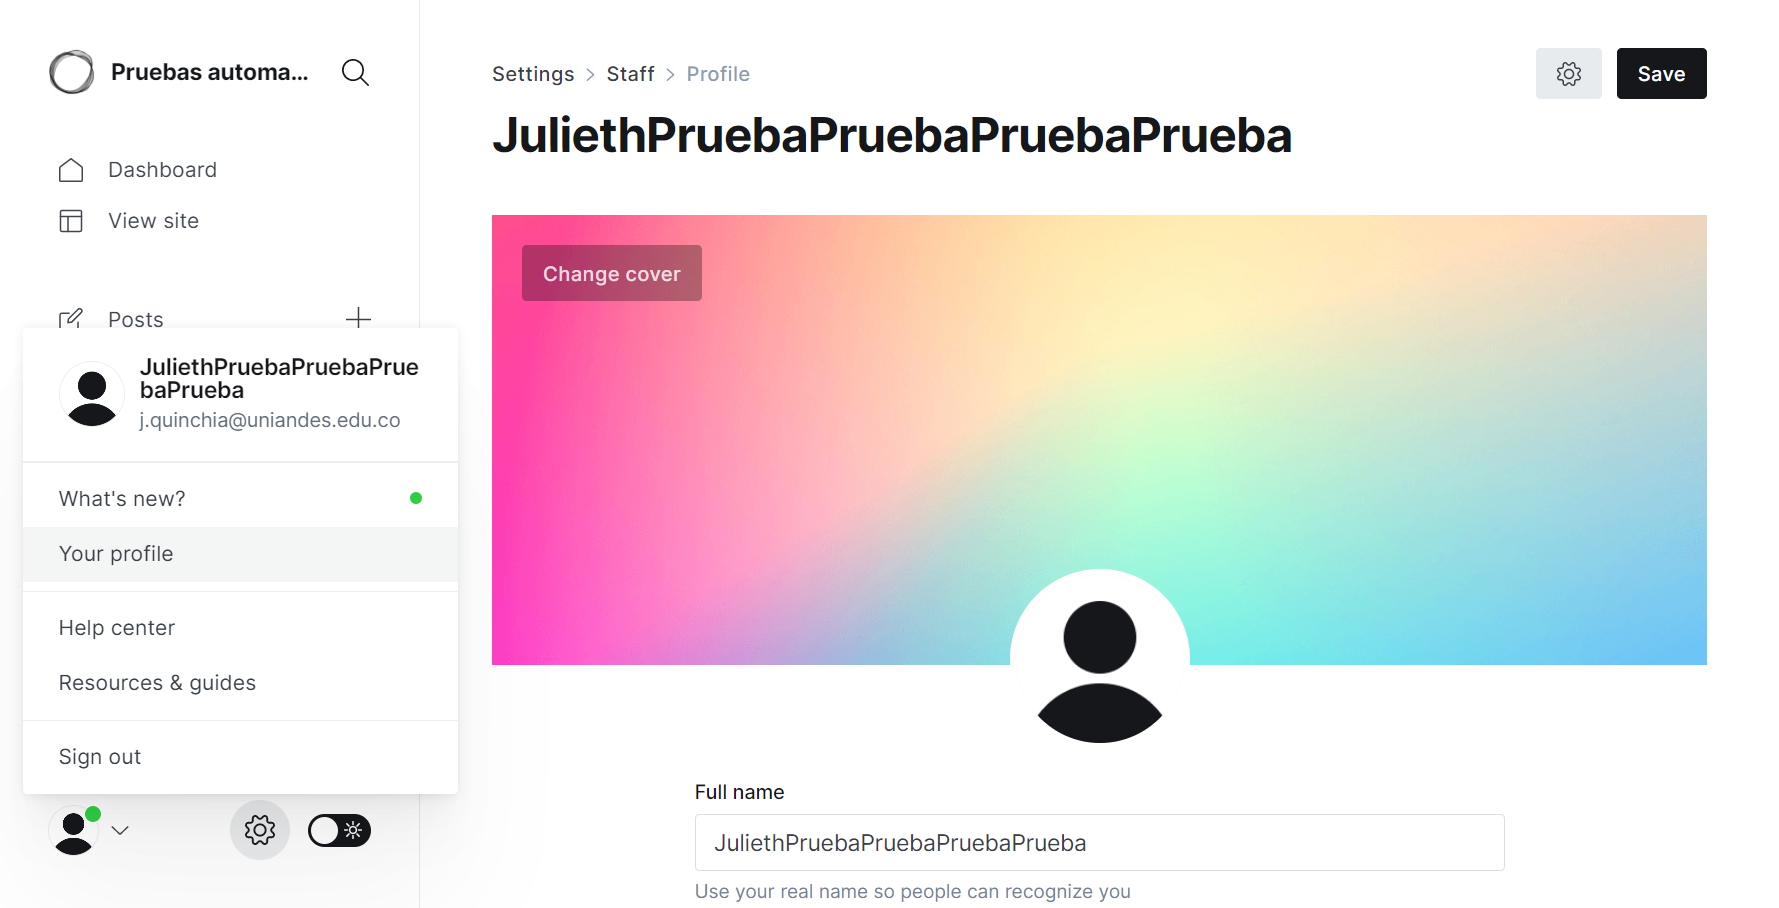 Pruebas automa...
Dashboard
View site
Posts
JuliethPruebaPruebaPrue
baPrueba
j.quinchia@uniandes.edu.co
What's new?
Your profile
Help center
Resources & guides
Sign out
Settings > Staff > Profile
Save
JuliethPruebaPruebaPruebaPrueba
Change cover
Full name
JuliethPruebaPruebaPruebaPrueba
Use your real name so people can recognize you